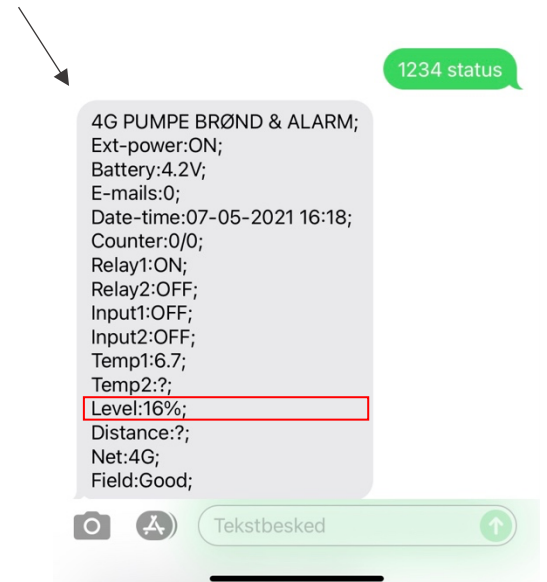 1234 status
4G PUMPE BRØND & ALARM;
Ext-power:ON;
Battery:4.2V;
E-mails:0;
Date-time:07-05-2021 16:18;
Counter:0/0;
Relay1:ON;
Relay2:OFF;
Input1:OFF;
Input2:OFF;
Temp1:6.7;
Temp2:?;
Level:16%;
Distance:?;
Net:4G;
Field:Good;
Tekstbesked